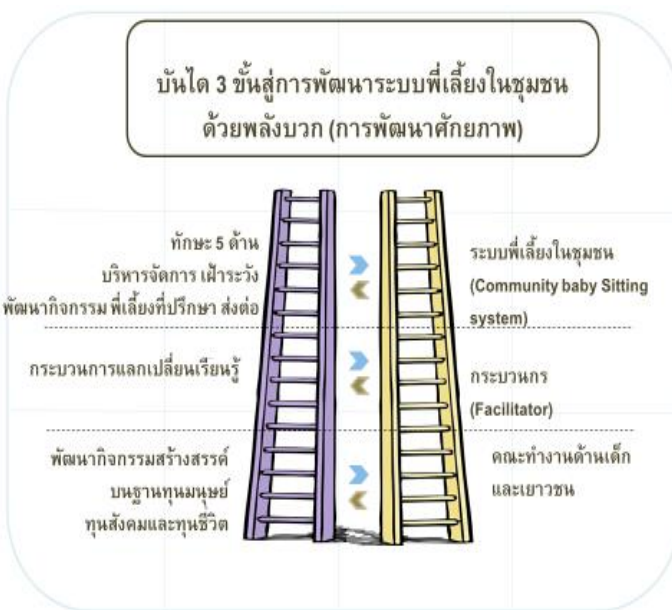 บันได 3 ขั้นสู่การพัฒนาระบบพี่เลี้ยงในชุมชน
ด้วยพลังบวก (การพัฒนาศักยภาพ)
ทักษะ 5 ด้าน
บริหารจัดการ เฝ้าระวัง
พัฒนากิจกรรม พี่เลี้ยงที่ปรึกษา ส่งต่อ
ระบบพี่เลี้ยงในชุมชน
(Community baby Sitting
system)
กระบวนการแลกเปลี่ยนเรียนรู้
กระบวนกร
(Facilitator)
พัฒนากิจกรรมสร้างสรรค์
บนฐานทุนมนุษย์
ทุนสังคมและทุนชีวิต
คณะทำงานด้านเด็ก
และเยาวชน